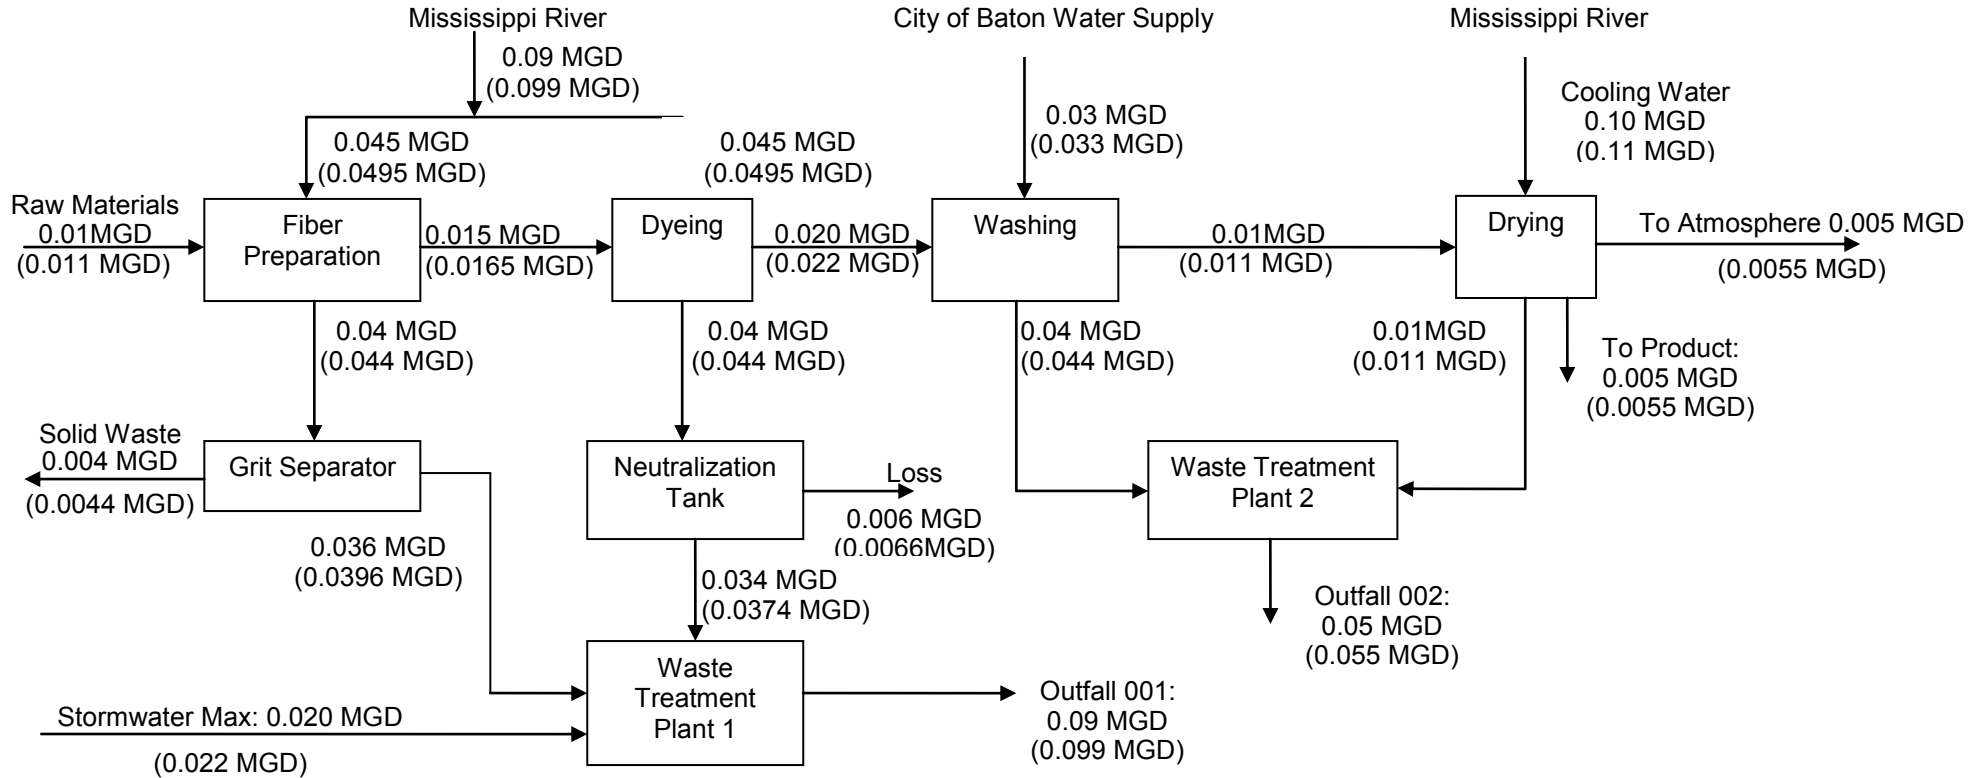 Mississippi River
0.09 MGD
(0.099 MGD)
City of Baton Water Supply
Mississippi River
0.045 MGD
(0.0495 MGD)
0.045 MGD
(0.0495 MGD)
0.03 MGD
(0.033 MGD)
Cooling Water
0.10 MGD
(0.11 MGD)
Raw Materials
0.01MGD
(0.011 MGD)
Fiber
Preparation
0.015 MGD
(0.0165 MGD)
Dyeing
0.020 MGD
(0.022 MGD)
Washing
0.01MGD
(0.011 MGD)
Drying
To Atmosphere 0.005 MGD
(0.0055 MGD)
0.04 MGD
(0.044 MGD)
0.04 MGD
(0.044 MGD)
0.04 MGD
(0.044 MGD)
0.01MGD
(0.011 MGD)
To Product:
0.005 MGD
(0.0055 MGD)
Solid Waste
0.004 MGD
(0.0044 MGD)
Grit Separator
Neutralization
Tank
Loss
0.006 MGD
(0.0066MGD)
Waste Treatment
Plant 2
0.036 MGD
(0.0396 MGD)
0.034 MGD
(0.0374 MGD)
Outfall 002:
0.05 MGD
(0.055 MGD)
Stormwater Max: 0.020 MGD
(0.022 MGD)
Waste
Treatment
Plant 1
Outfall 001:
0.09 MGD
(0.099 MGD)